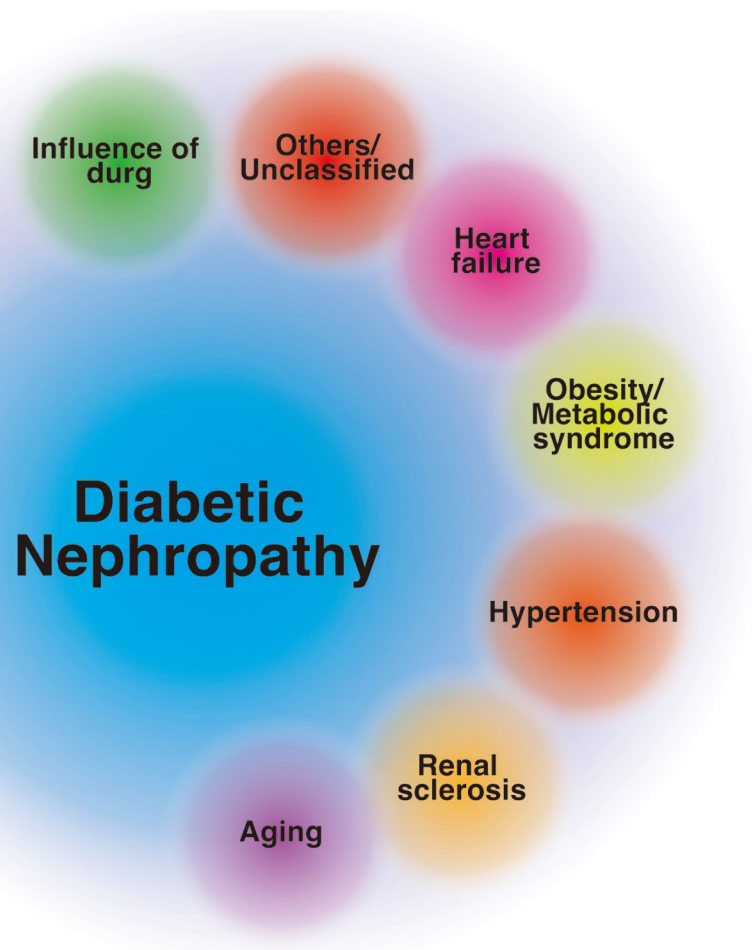 Influence of
durg
Others/
Unclassified
Heart
failure
Obesity/
Metabolic
syndrome
Diabetic
Nephropathy
Hypertension
Renal
sclerosis
Aging